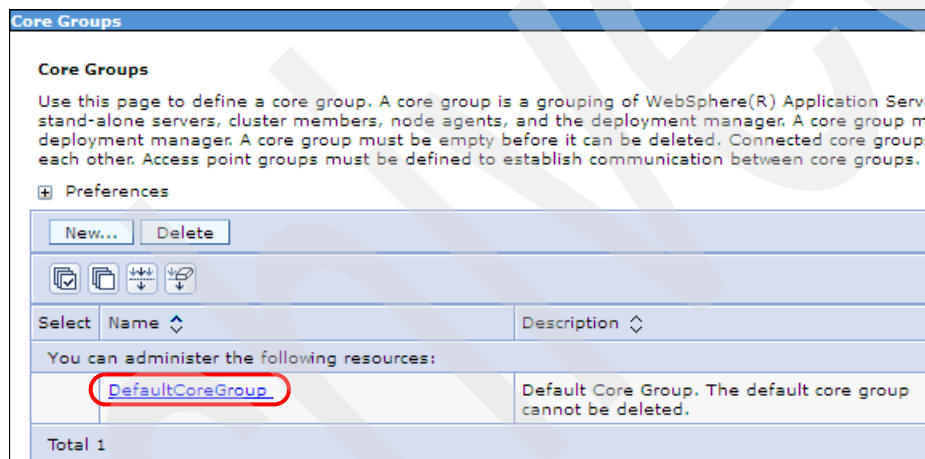 Core Groups
Core Groups
Use this page to define a core group. A core group is a grouping of WebSphere(R) Application
stand-alone servers, cluster members, node agents, and the deployment manager. A core group
deployment manager. A core group must be empty before it can be deleted. Connected core
each other. Access point groups must be defined to establish communication between core groups.
Preferences
New... Delete
Select Name Description
You can administer the following resources:
DefaultCoreGroup Default Core Group. The default core group
cannot be deleted.
Total 1